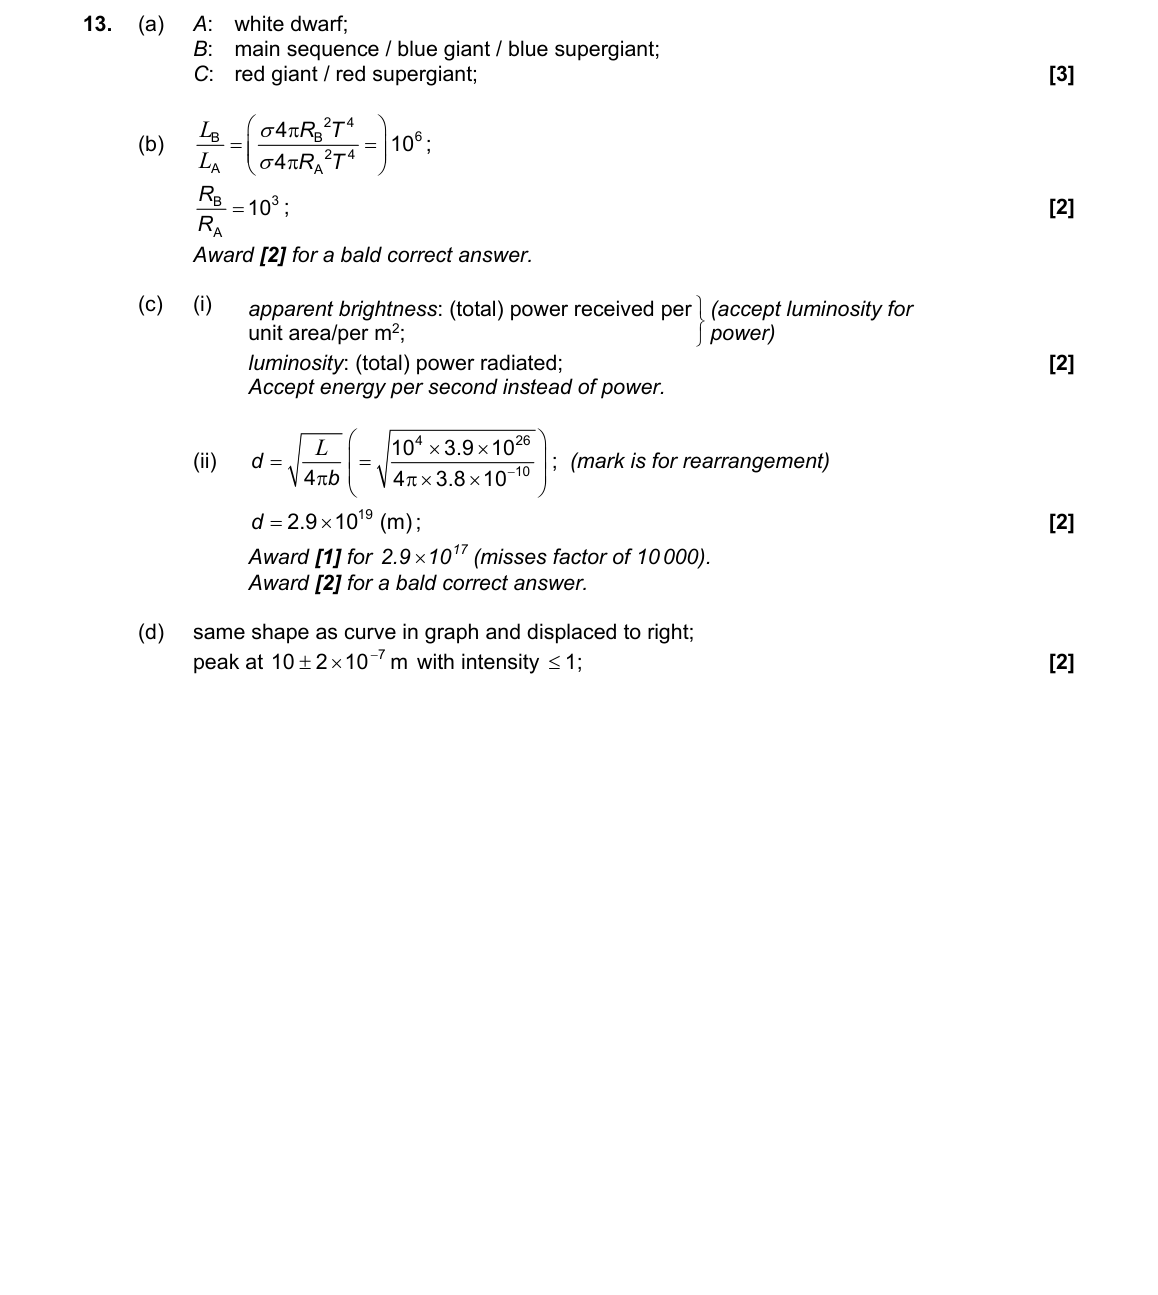 13. (a) A: white dwarf;
B: main sequence / blue giant / blue supergiant;
C: red giant / red supergiant; [3]
(b) L_B/L_A = (σ4πR_B²T⁴/σ4πR_A²T⁴ =) 10⁶;
R_B/R_A = 10³; [2]
Award [2] for a bald correct answer.
(c) (i) apparent brightness: (total) power received per } (accept luminosity for
unit area/per m²; power)
luminosity: (total) power radiated; [2]
Accept energy per second instead of power.
(ii) d = √(L/4πb) (= √(10⁴ × 3.9 × 10²⁶/4π × 3.8 × 10⁻¹⁰)); (mark is for rearrangement)
d = 2.9 × 10¹⁹ (m); [2]
Award [1] for 2.9 × 10¹⁷ (misses factor of 10 000).
Award [2] for a bald correct answer.
(d) same shape as curve in graph and displaced to right;
peak at 10 ± 2 × 10⁻⁷ m with intensity ≤ 1; [2]